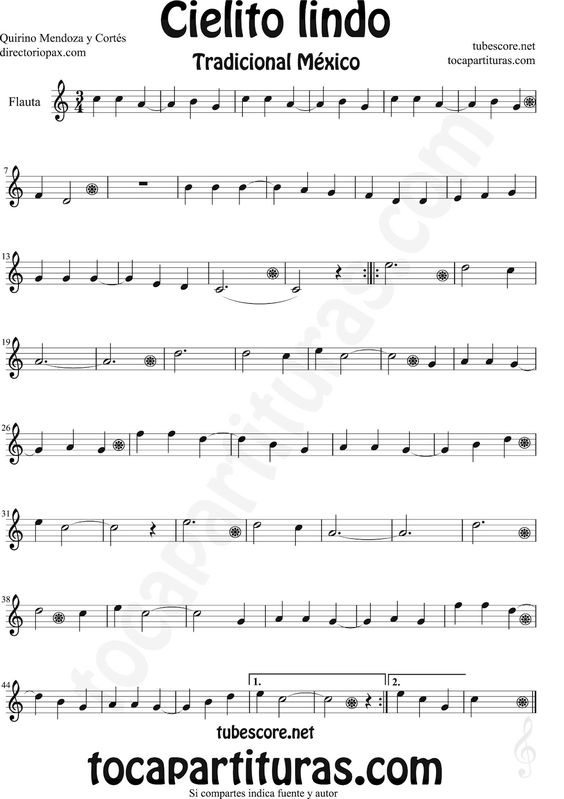 Cielito lindo
Quirino Mendoza y Cortés
directoriopax.com
Tradicional México
tubescore.net
tocapartituras.com
Flauta
3
4
7
13
19
26
31
38
44
1.
2.
tocapartituras.com
tubescore.net
tocapartituras.com
Si compartes indica fuente y autor